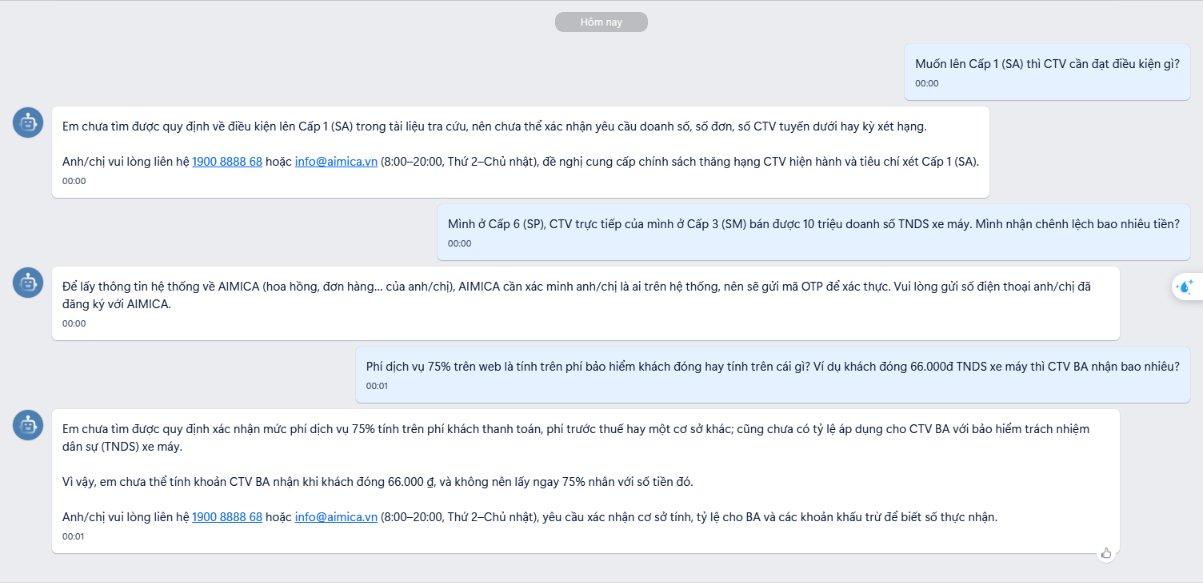 Hôm nay
Muốn lên Cấp 1 (SA) thì CTV cần đạt điều kiện gì?
00:00
Em chưa tìm được quy định về điều kiện lên Cấp 1 (SA) trong tài liệu tra cứu, nên chưa thể xác nhận yêu cầu doanh số, số đơn, số CTV tuyến dưới hay kỳ xét hạng.
Anh/chị vui lòng liên hệ 1900 8888 68 hoặc info@aimica.vn (8:00–20:00, Thứ 2–Chủ nhật), đề nghị cung cấp chính sách thăng hạng CTV hiện hành và tiêu chí xét Cấp 1 (SA).
00:00
Mình ở Cấp 6 (SP), CTV trực tiếp của mình ở Cấp 3 (SM) bán được 10 triệu doanh số TNDS xe máy. Mình nhận chênh lệch bao nhiêu tiền?
00:00
Để lấy thông tin hệ thống về AIMICA (hoa hồng, đơn hàng... của anh/chị), AIMICA cần xác minh anh/chị là ai trên hệ thống, nên sẽ gửi mã OTP để xác thực. Vui lòng gửi số điện thoại anh/chị đã
đăng ký với AIMICA.
00:00
Phí dịch vụ 75% trên web là tính trên phí bảo hiểm khách đóng hay tính trên cái gì? Ví dụ khách đóng 66.000đ TNDS xe máy thì CTV BA nhận bao nhiêu?
00:01
Em chưa tìm được quy định xác nhận mức phí dịch vụ 75% tính trên phí khách thanh toán, phí trước thuế hay một cơ sở khác; cũng chưa có tỷ lệ áp dụng cho CTV BA với bảo hiểm trách nhiệm
dân sự (TNDS) xe máy.
Vì vậy, em chưa thể tính khoản CTV BA nhận khi khách đóng 66.000 ₫, và không nên lấy ngay 75% nhân với số tiền đó.
Anh/chị vui lòng liên hệ 1900 8888 68 hoặc info@aimica.vn (8:00–20:00, Thứ 2–Chủ nhật), yêu cầu xác nhận cơ sở tính, tỷ lệ cho BA và các khoản khấu trừ để biết số thực nhận.
00:01